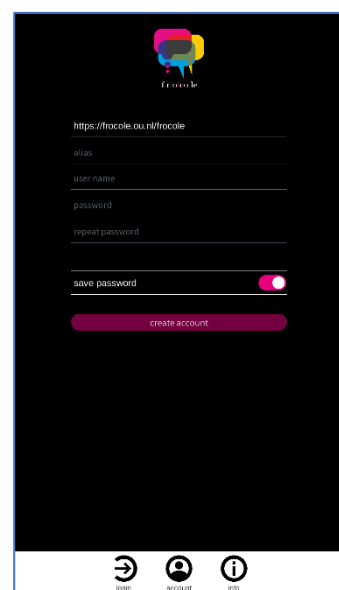 frocole
https://frocole.ou.nl/frocole
alias
user name
password
repeat password
save password
create account
login account info